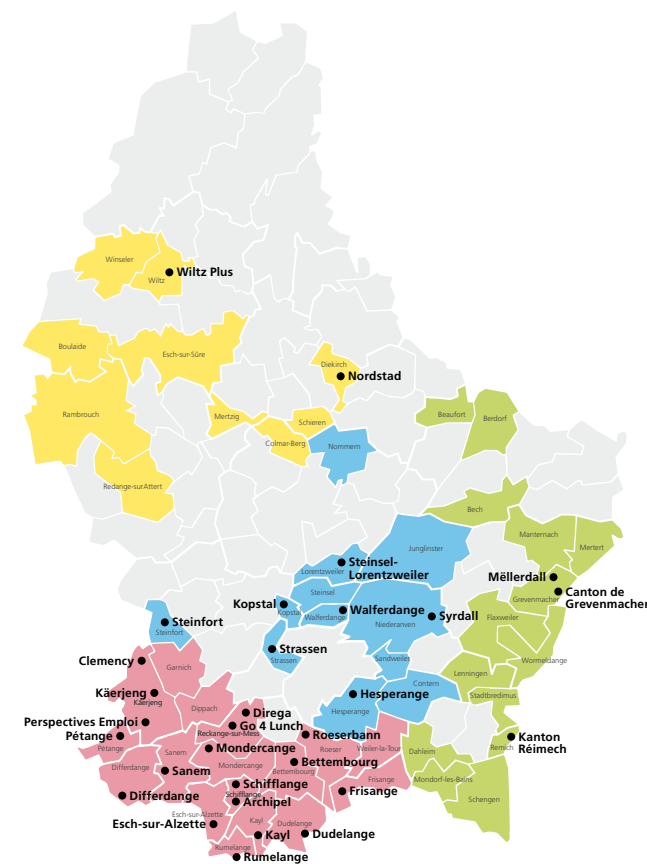 Winseler
Wiltz Plus
Wiltz
Boulaide
Esch-sur-Sûre
Diekirch
Nordstad
Rambrouch
Mertzig
Schieren
Beaufort
Berdorf
Colmar-Berg
Nommern
Redange-surAttert
Bech
Manternach
Mertert
Junglinster
Steinsel-
Lorentzweiler
Lorentzweiler
Mëllerdall
Canton de
Grevenmacher
Steinsel
Grevenmacher
Kopstal
Kopstal
Walferdange
Walferdange
Syrdall
Niederanven
Flaxweiler
Steinfort
Steinfort
Strassen
Strassen
Sandweiler
Wormeldange
Clemency
Garnich
Lenningen
Contern
Stadtbredimus
Käerjeng
Käerjeng
Hesperange
Hesperange
Dippach
Direga
Perspectives Emploi
Go 4 Lunch
Pétange
Reckange-sur-Mess
Roeserbann
Kanton
Réimech
Remich
Pétange
Mondercange
Roeser
Weiler-la-Tour
Dahleim
Sanem
Bettembourg
Mondercange
Differdange
Sanem
Bettembourg
Mondorf-les-Bains
Frisange
Schifflange
Schifflange
Frisange
Differdange
Archipel
Schengen
Esch-sur-Alzette
Esch-sur-Alzette
Kayl
Dudelange
Kayl
Dudelange
Rumelange
Rumelange